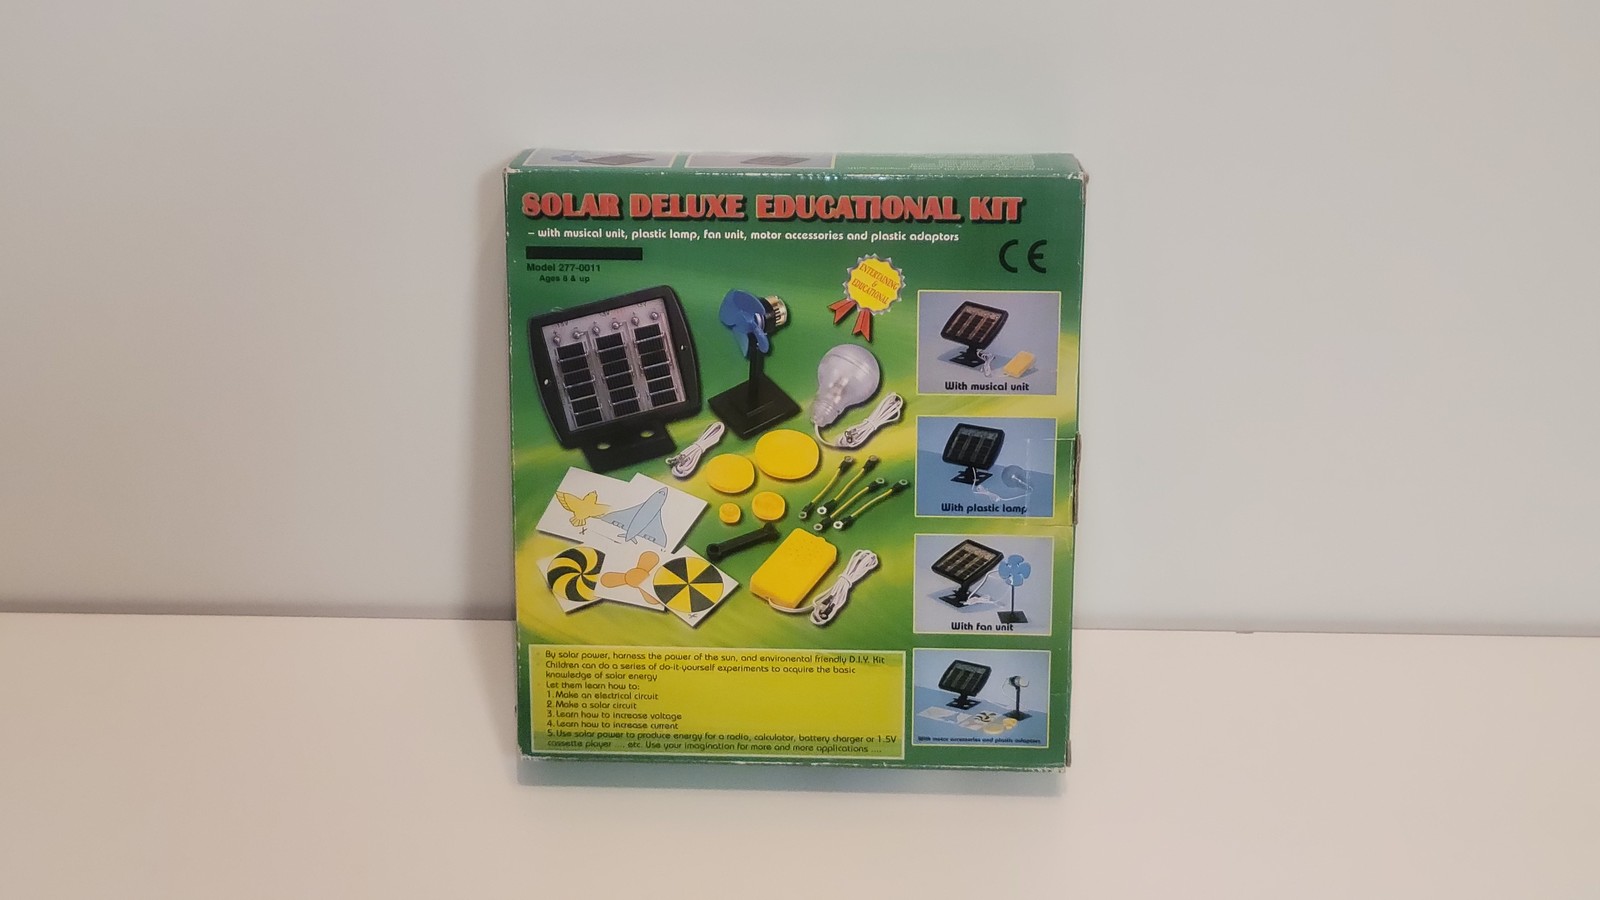 SOLAR DELUXE EDUCATIONAL KIT
– with musical unit, plastic lamp, fan unit, motor accessories and plastic adaptors
CE
Model 277-0011
Ages 8 & up
ENTERTAINING
&
EDUCATIONAL
With musical unit
With plastic lamp
With fan unit
With motor accessories and plastic adaptors
By solar power, harness the power of the sun, and environental friendly D.I.Y. Kit
Children can do a series of do-it-yourself experiments to acquire the basic
knowledge of solar energy
Let them learn how to:
1. Make an electrical circuit
2. Make a solar circuit
3. Learn how to increase voltage
4. Learn how to increase current
5. Use solar power to produce energy for a radio, calculator, battery charger or 1.5V
cassette player .... etc. Use your imagination for more and more applications ....